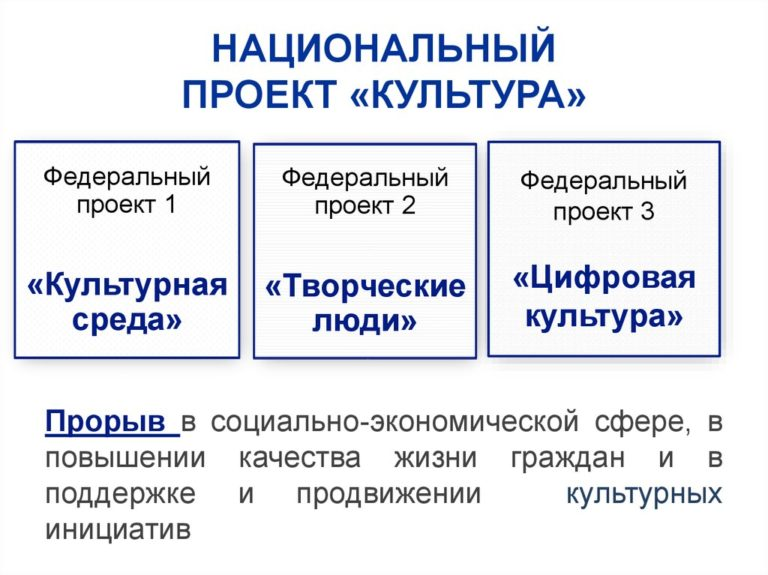 НАЦИОНАЛЬНЫЙ
ПРОЕКТ «КУЛЬТУРА»
Федеральный
проект 1
«Культурная
среда»
Федеральный
проект 2
«Творческие
люди»
Федеральный
проект 3
«Цифровая
культура»
Прорыв в социально-экономической сфере, в
повышении качества жизни граждан и в
поддержке и продвижении культурных
инициатив